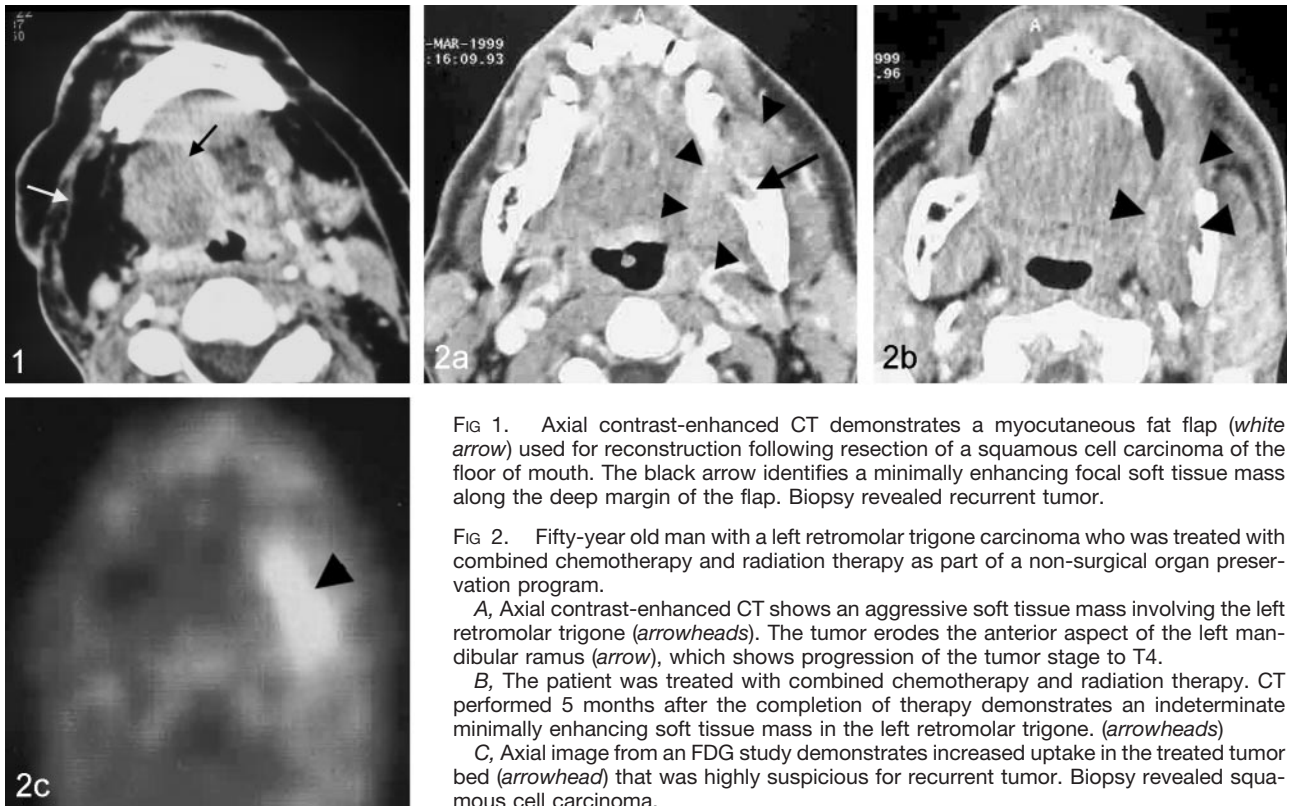 22
37
50
1
A
-MAR-1999
:16:09.93
2a
A
999
.96
2b
2c
FIG 1. Axial contrast-enhanced CT demonstrates a myocutaneous fat flap (white
arrow) used for reconstruction following resection of a squamous cell carcinoma of the
floor of mouth. The black arrow identifies a minimally enhancing focal soft tissue mass
along the deep margin of the flap. Biopsy revealed recurrent tumor.
FIG 2. Fifty-year old man with a left retromolar trigone carcinoma who was treated with
combined chemotherapy and radiation therapy as part of a non-surgical organ preser-
vation program.
A, Axial contrast-enhanced CT shows an aggressive soft tissue mass involving the left
retromolar trigone (arrowheads). The tumor erodes the anterior aspect of the left man-
dibular ramus (arrow), which shows progression of the tumor stage to T4.
B, The patient was treated with combined chemotherapy and radiation therapy. CT
performed 5 months after the completion of therapy demonstrates an indeterminate
minimally enhancing soft tissue mass in the left retromolar trigone. (arrowheads)
C, Axial image from an FDG study demonstrates increased uptake in the treated tumor
bed (arrowhead) that was highly suspicious for recurrent tumor. Biopsy revealed squa-
mous cell carcinoma.